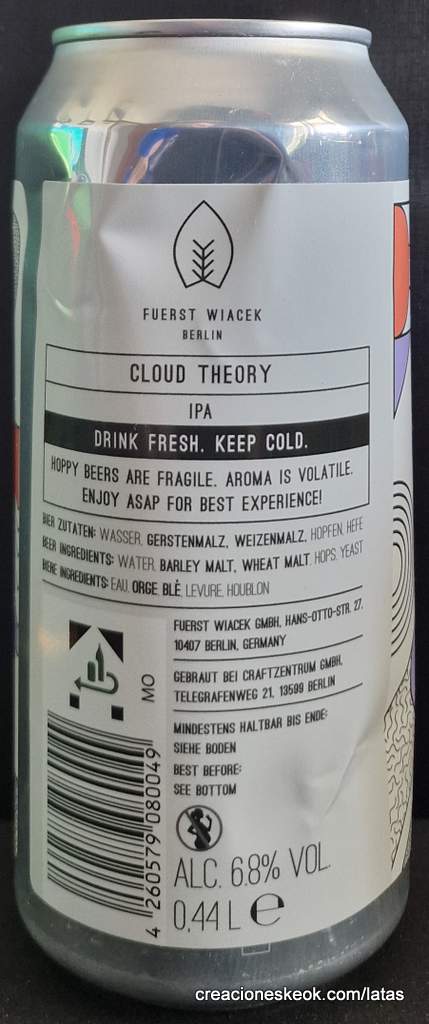 FUERST WIACEK
BERLIN
CLOUD THEORY
IPA
DRINK FRESH. KEEP COLD.
HOPPY BEERS ARE FRAGILE. AROMA IS VOLATILE.
ENJOY ASAP FOR BEST EXPERIENCE!
BIER ZUTATEN: WASSER, GERSTENMALZ, WEIZENMALZ, HOPFEN, HEFE
BEER INGREDIENTS: WATER, BARLEY MALT, WHEAT MALT, HOPS, YEAST
BIERE INGREDIENTS: EAU, ORGE BLÉ, LEVURE, HOUBLON
FUERST WIACEK GMBH, HANS-OTTO-STR. 27,
10407 BERLIN, GERMANY
GEBRAUT BEI CRAFTZENTRUM GMBH,
TELEGRAFENWEG 21, 13599 BERLIN
MINDESTENS HALTBAR BIS ENDE:
SIEHE BODEN
BEST BEFORE:
SEE BOTTOM
MO
4 260579 080049
ALC. 6.8% VOL.
0,44 L e
creacioneskeok.com/latas